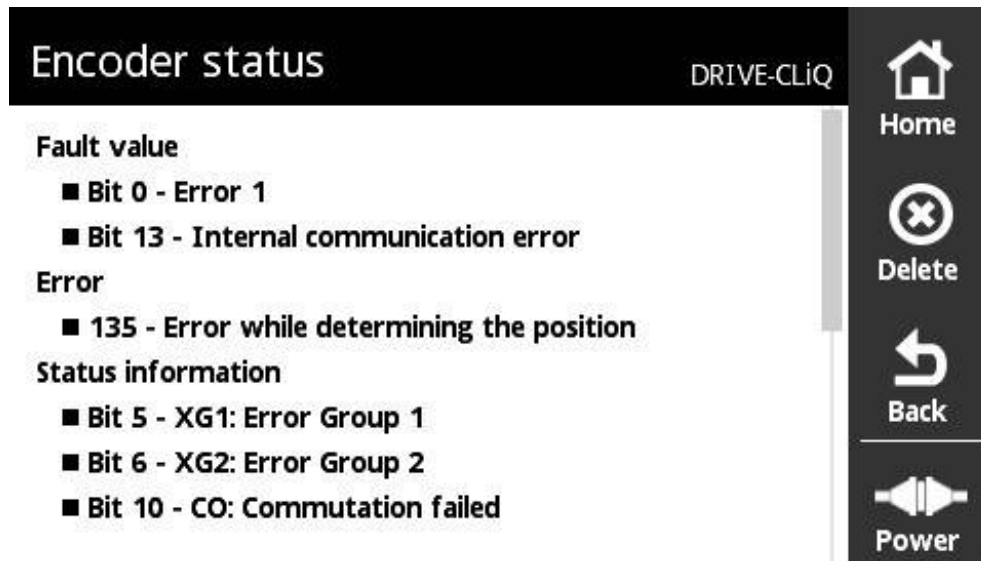 Encoder status
DRIVE-CLiQ
Fault value
■ Bit 0 - Error 1
■ Bit 13 - Internal communication error
Error
■ 135 - Error while determining the position
Status information
■ Bit 5 - XG1: Error Group 1
■ Bit 6 - XG2: Error Group 2
■ Bit 10 - CO: Commutation failed
Home
Delete
Back
Power